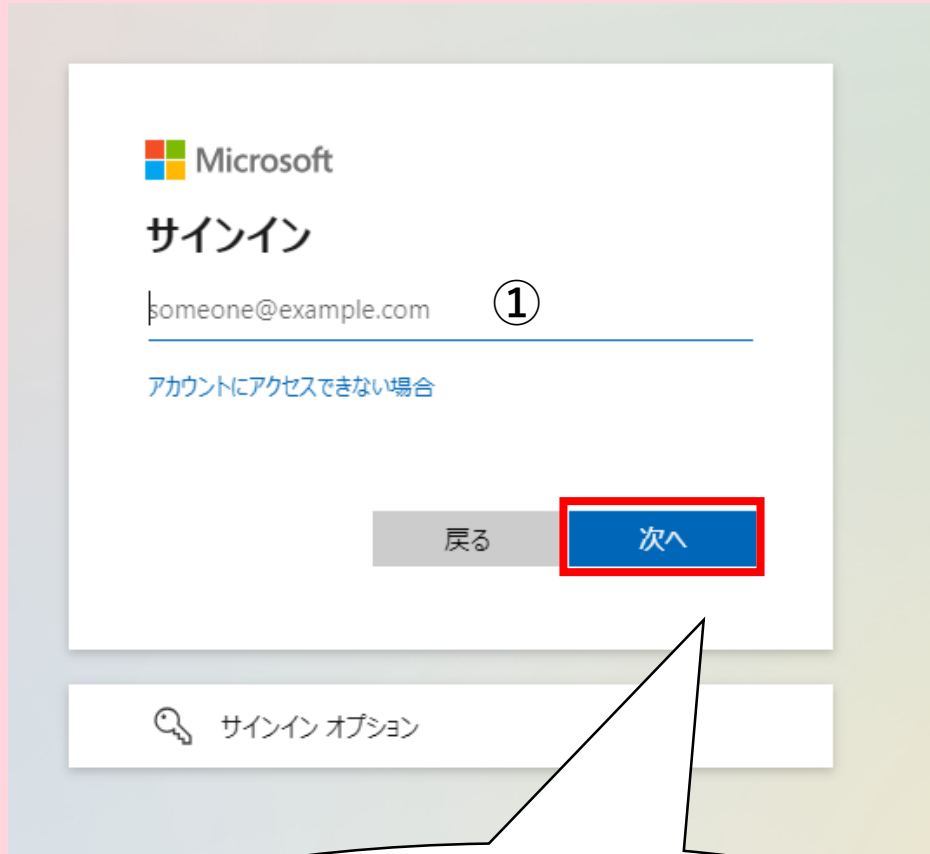 Microsoft
サインイン
someone@example.com ①
アカウントにアクセスできない場合
戻る 次へ
サインイン オプション